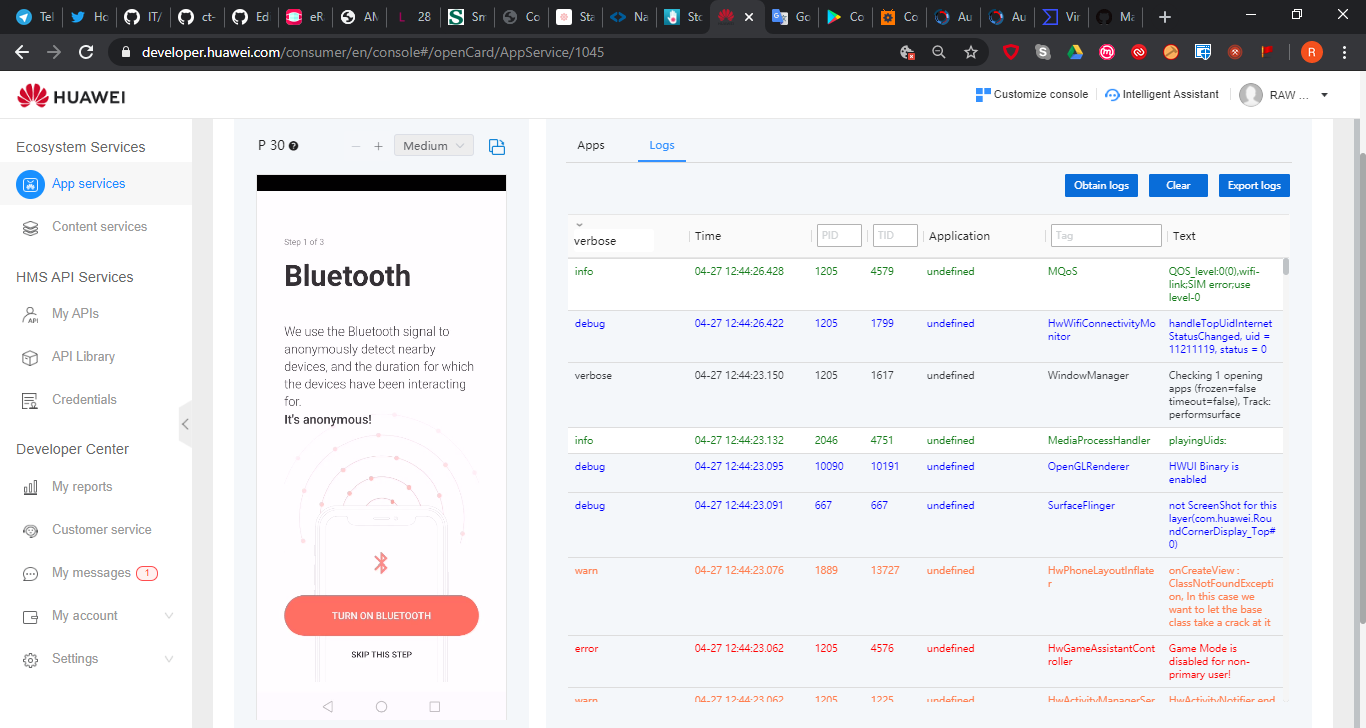 Tel
Ho
IT/
ct-
Ed
eR
AM
L 28
Sm
Co
Sta
Na
Sto
Go
Co
Co
Au
Au
Vir
Ma
developer.huawei.com/consumer/en/console#/openCard/AppService/1045
R
HUAWEI
Customize console
Intelligent Assistant
RAW ...
Ecosystem Services
App services
Content services
HMS API Services
My APIs
API Library
Credentials
Developer Center
My reports
Customer service
My messages 1
My account
Settings
P 30
Medium
Step 1 of 3
Bluetooth
We use the Bluetooth signal to
anonymously detect nearby
devices, and the duration for which
the devices have been interacting
for.
It's anonymous!
TURN ON BLUETOOTH
SKIP THIS STEP
Apps Logs
Obtain logs Clear Export logs
verbose Time PID TID Application Tag Text
info 04-27 12:44:26.428 1205 4579 undefined MQoS QOS_level:0(0),wifi-
link;SIM error;use
level-0
debug 04-27 12:44:26.422 1205 1799 undefined HwWifiConnectivityMo handleTopUidInternet
nitor StatusChanged, uid =
11211119, status = 0
verbose 04-27 12:44:23.150 1205 1617 undefined WindowManager Checking 1 opening
apps (frozen=false
timeout=false), Track:
performsurface
info 04-27 12:44:23.132 2046 4751 undefined MediaProcessHandler playingUids:
debug 04-27 12:44:23.095 10090 10191 undefined OpenGLRenderer HWUI Binary is
enabled
debug 04-27 12:44:23.091 667 667 undefined SurfaceFlinger not ScreenShot for this
layer(com.huawei.Rou
ndCornerDisplay_Top#
0)
warn 04-27 12:44:23.076 1889 13727 undefined HwPhoneLayoutInflate onCreateView :
r ClassNotFoundExcepti
on, In this case we
want to let the base
class take a crack at it
error 04-27 12:44:23.062 1205 4576 undefined HwGameAssistantCont Game Mode is
roller disabled for non-
primary user!
warn 04-27 12:44:23.062 1205 1225 undefined HwActivityManagerSer HwActivityNotifier end